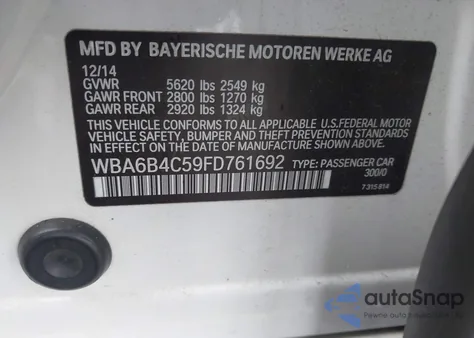 MFD BY BAYERISCHE MOTOREN WERKE AG
12/14
GVWR 5620 lbs 2549 kg
GAWR FRONT 2800 lbs 1270 kg
GAWR REAR 2920 lbs 1324 kg
THIS VEHICLE CONFORMS TO ALL APPLICABLE U.S.FEDERAL MOTOR
VEHICLE SAFETY, BUMPER, AND THEFT PREVENTION STANDARDS
IN EFFECT ON THE DATE OF MANUFACTURE SHOWN ABOVE.
WBA6B4C59FD761692 TYPE: PASSENGER CAR
300/0
7 315 814
autoSnap